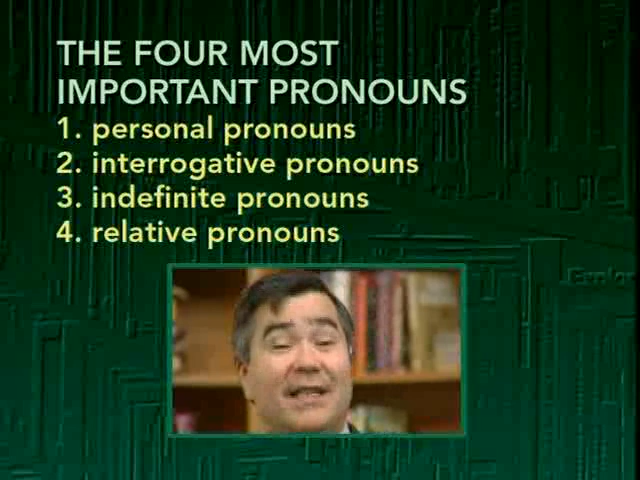 THE FOUR MOST
IMPORTANT PRONOUNS
1. personal pronouns
2. interrogative pronouns
3. indefinite pronouns
4. relative pronouns